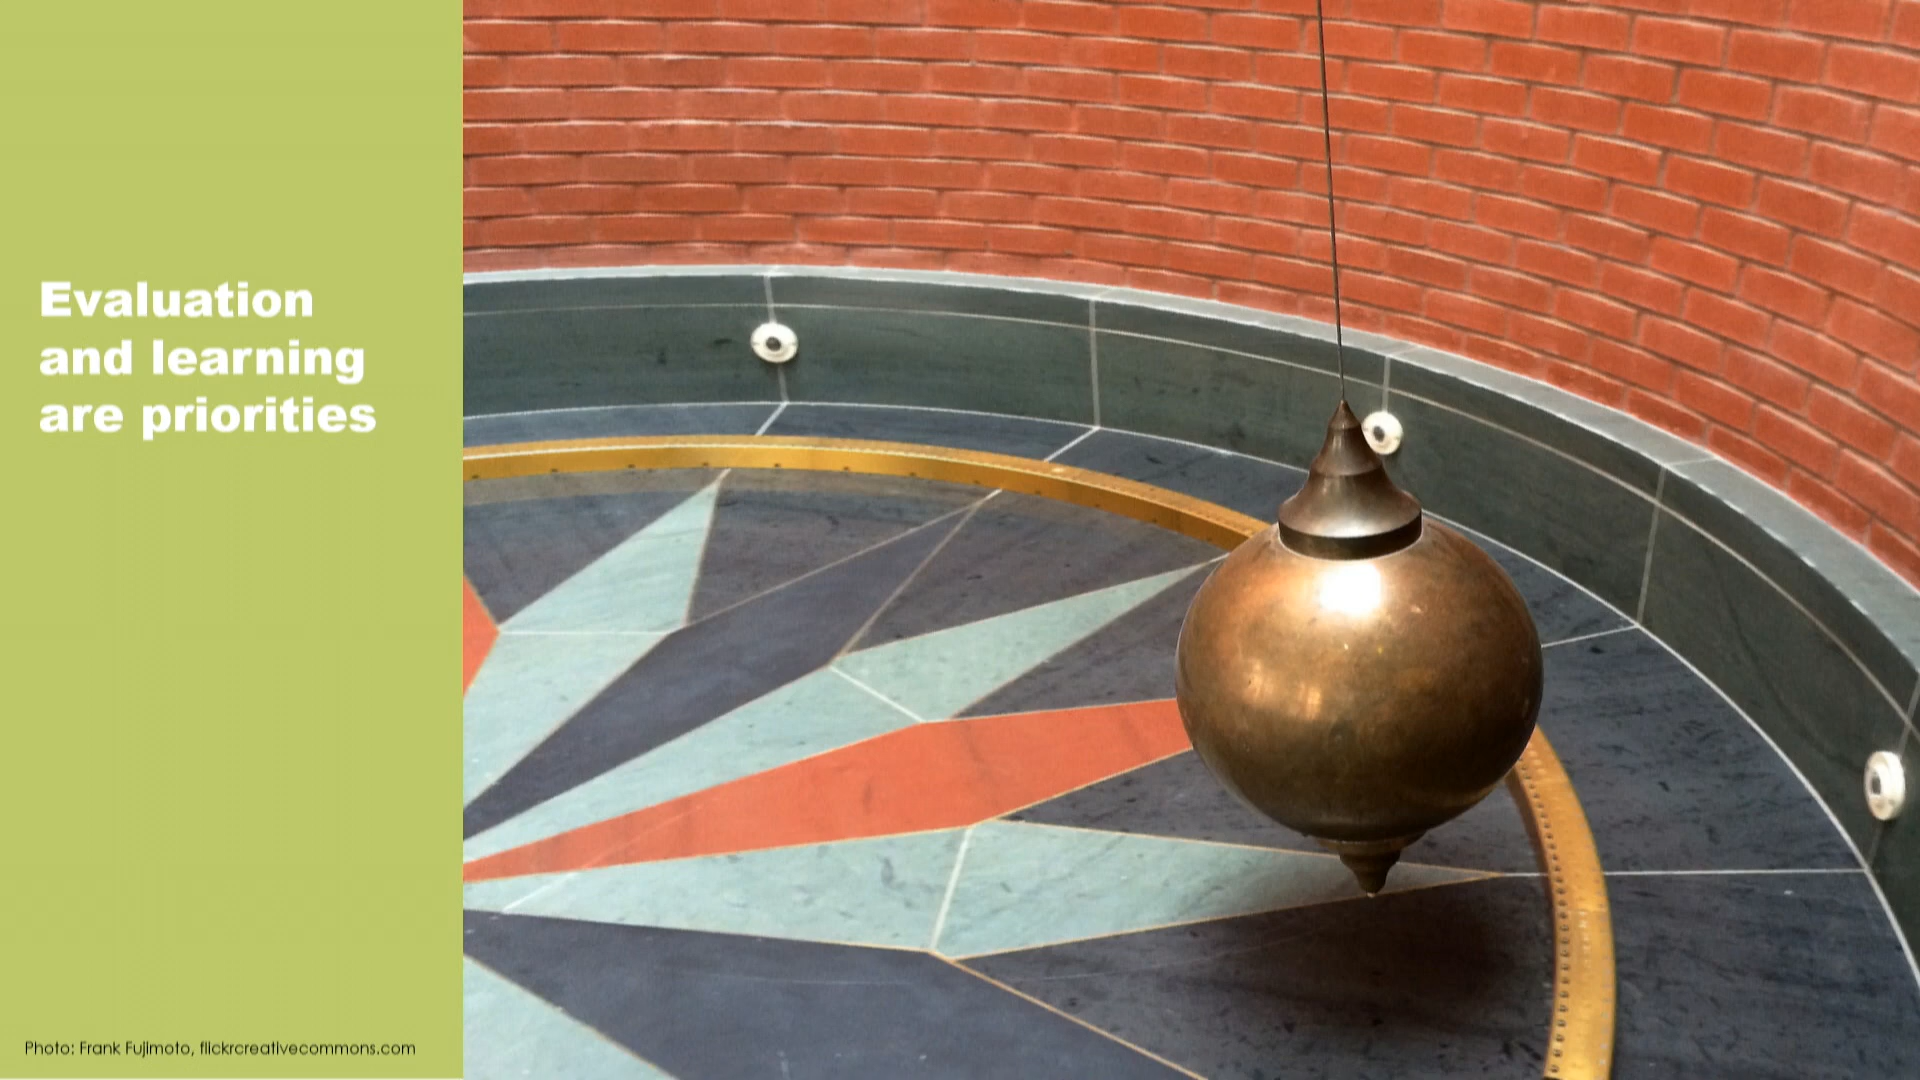 Evaluation
and learning
are priorities
Photo: Frank Fujimoto, flickrcreativecommons.com